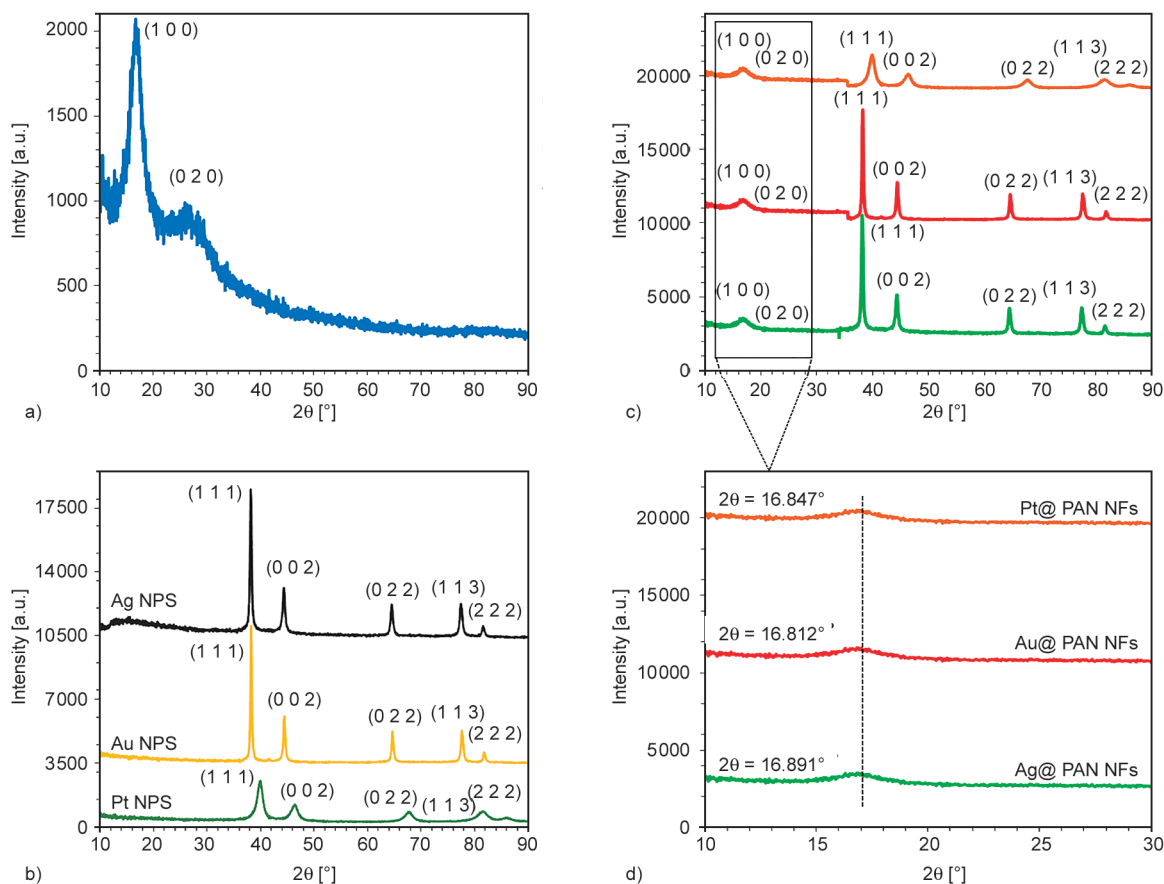 2000
1500
1000
500
0
Intensity [a.u.]
(1 0 0)
(0 2 0)
10 20 30 40 50 60 70 80 90
2θ [°]
a)
20000
15000
10000
5000
0
Intensity [a.u.]
(1 0 0)
(0 2 0)
(1 1 1)
(0 0 2)
(0 2 2)
(1 1 3)
(2 2 2)
(1 0 0)
(0 2 0)
(1 1 1)
(0 0 2)
(0 2 2)
(1 1 3)
(2 2 2)
(1 0 0)
(0 2 0)
(1 1 1)
(0 0 2)
(0 2 2)
(1 1 3)
(2 2 2)
10 20 30 40 50 60 70 80 90
2θ [°]
c)
17500
14000
10500
7000
3500
0
Intensity [a.u.]
Ag NPS
(1 1 1)
(0 0 2)
(0 2 2)
(1 1 3)
(2 2 2)
Au NPS
(1 1 1)
(0 0 2)
(0 2 2)
(1 1 3)
(2 2 2)
Pt NPS
(1 1 1)
(0 0 2)
(0 2 2)
(1 1 3)
(2 2 2)
10 20 30 40 50 60 70 80 90
2θ [°]
b)
20000
15000
10000
5000
0
Intensity [a.u.]
2θ = 16.847°
Pt@ PAN NFs
2θ = 16.812°
Au@ PAN NFs
2θ = 16.891°
Ag@ PAN NFs
10 15 20 25 30
2θ [°]
d)